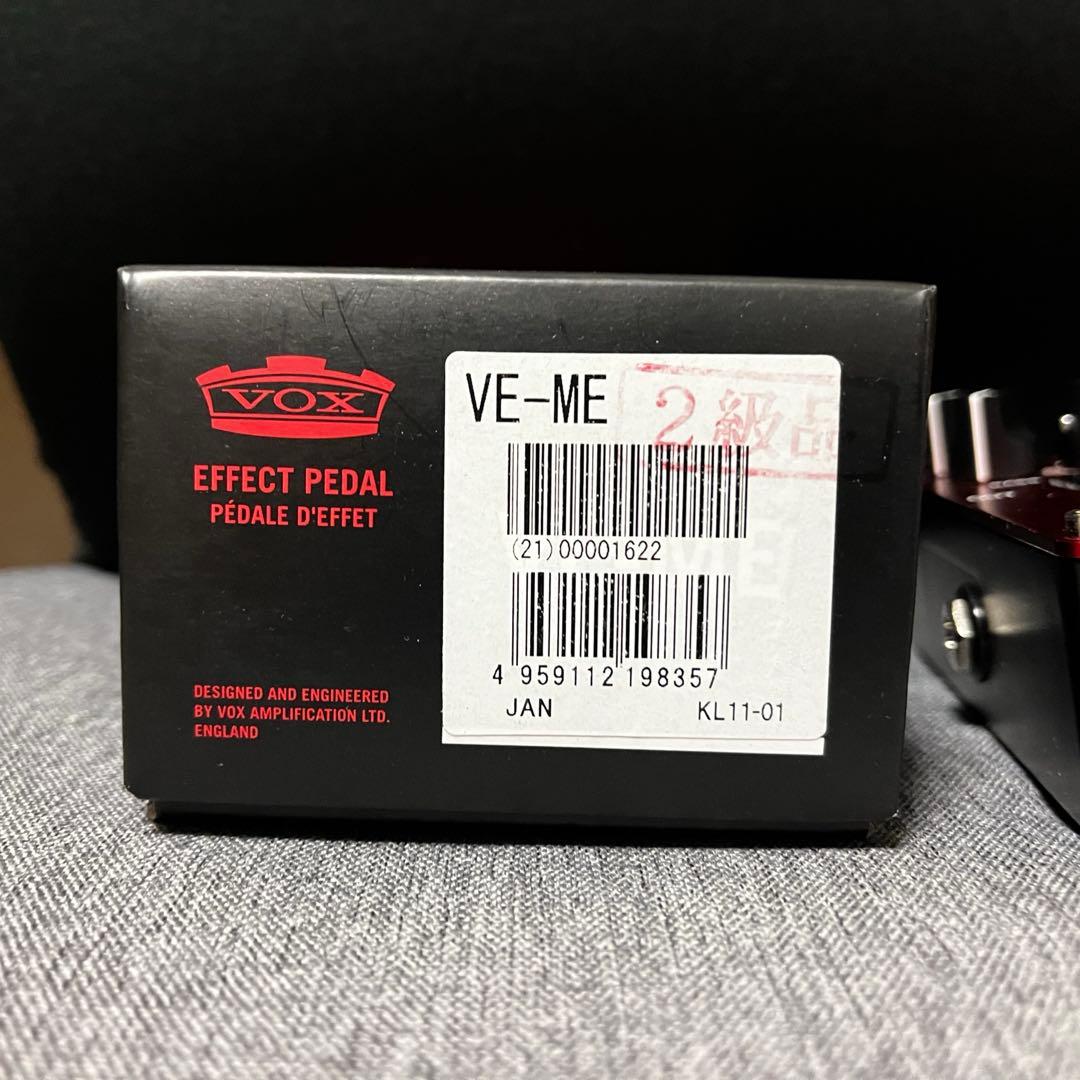 VOX
EFFECT PEDAL
PÉDALE D'EFFET
DESIGNED AND ENGINEERED
BY VOX AMPLIFICATION LTD.
ENGLAND
VE-ME
2級品
(21)00001622
4 959112 198357
JAN
KL11-01